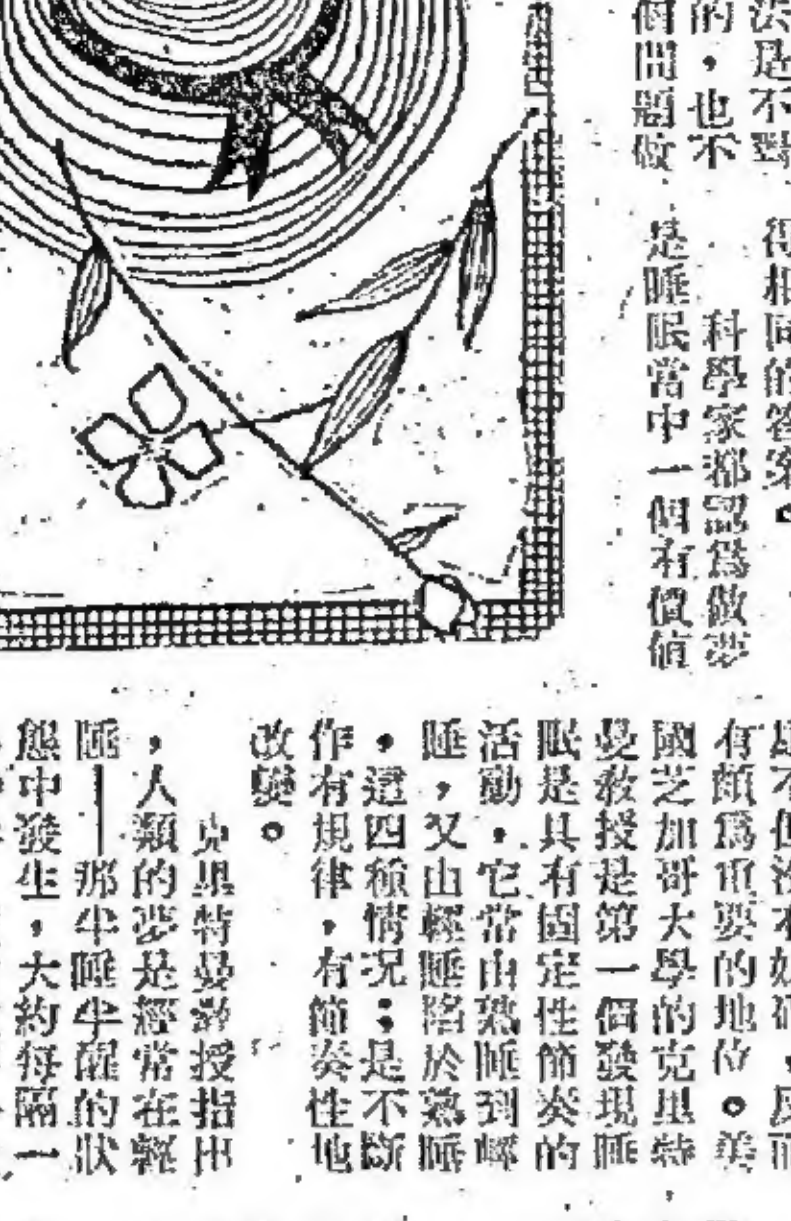 決是不對
的，也不
個問題做
得相同的答案。
科學家都認爲做夢
是睡眠當中一個有價值
有頗爲重要的地位。美
國芝加哥大學的克里特
曼教授是第一個發現睡
眠是具有固定性節奏的
活動，它常由熟睡到輕
睡，又由輕睡陷於熟睡
，這四種情况：是不斷
作有規律，有節奏性地
改變。
克里特曼教授指出
，人類的夢是經常在輕
睡——那半睡半醒的狀
態中發生，大約每隔一